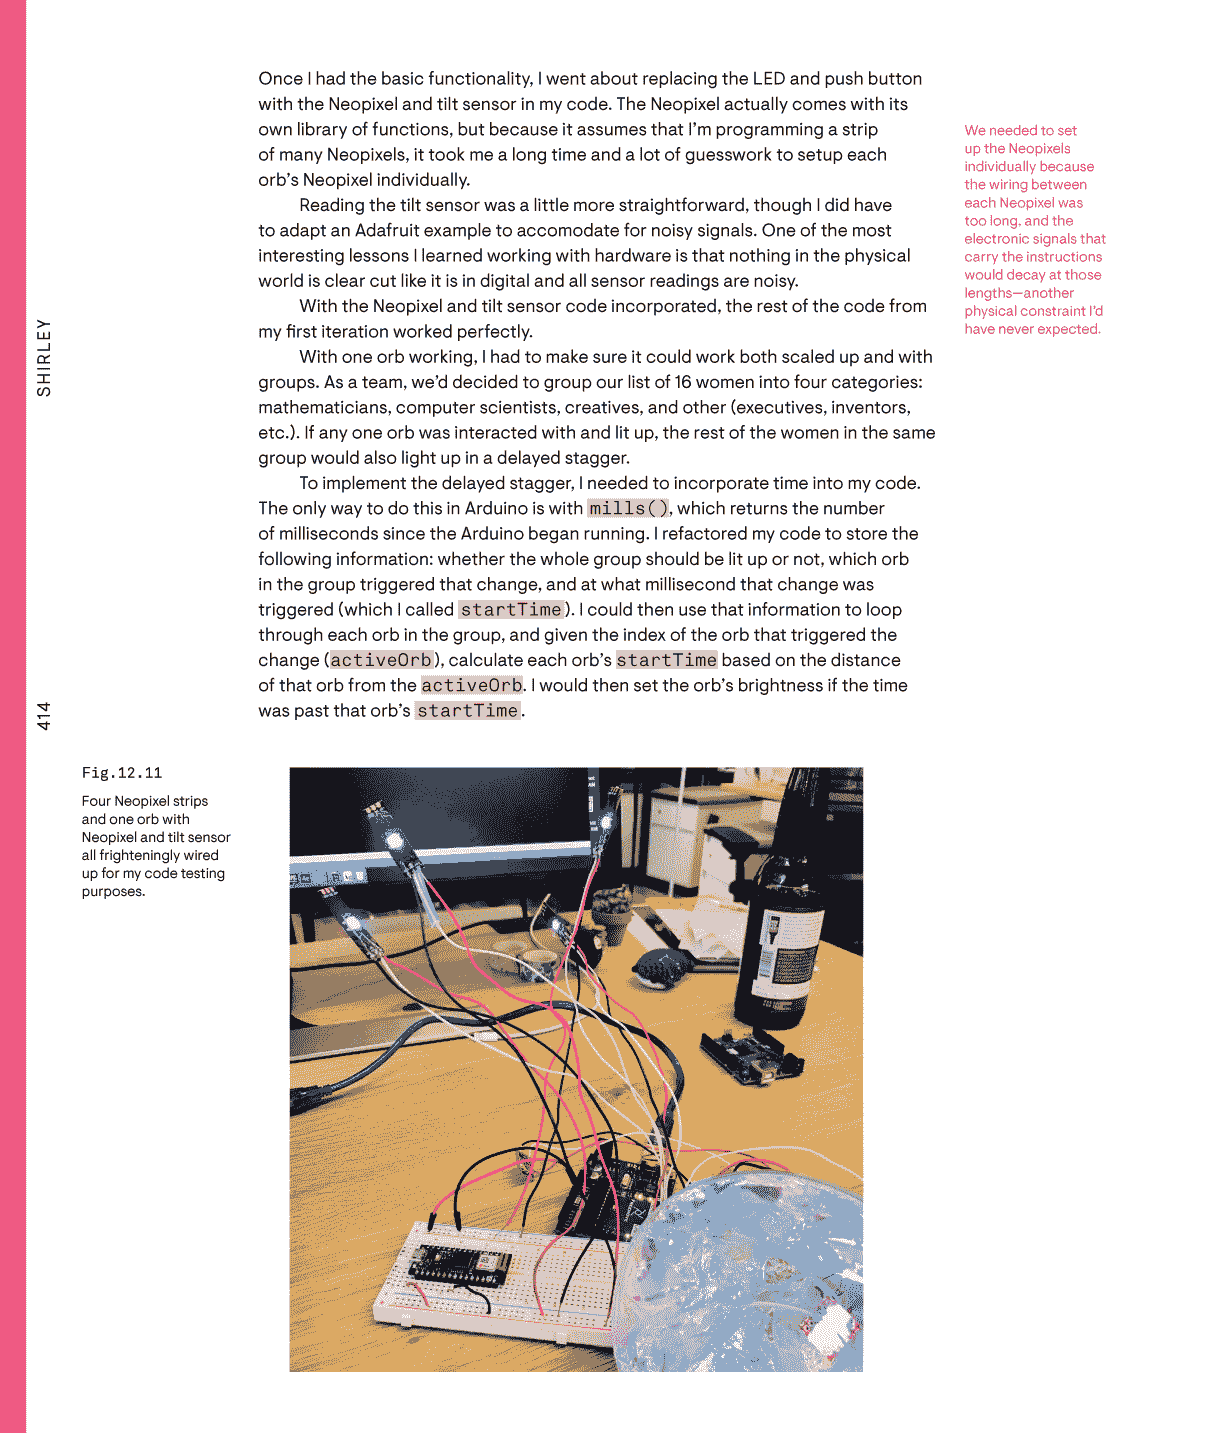 Once I had the basic functionality, I went about replacing the LED and push button
with the Neopixel and tilt sensor in my code. The Neopixel actually comes with its
own library of functions, but because it assumes that I'm programming a strip
of many Neopixels, it took me a long time and a lot of guesswork to setup each
orb's Neopixel individually.
Reading the tilt sensor was a little more straightforward, though I did have
to adapt an Adafruit example to accomodate for noisy signals. One of the most
interesting lessons I learned working with hardware is that nothing in the physical
world is clear cut like it is in digital and all sensor readings are noisy.
With the Neopixel and tilt sensor code incorporated, the rest of the code from
my first iteration worked perfectly.
With one orb working, I had to make sure it could work both scaled up and with
groups. As a team, we'd decided to group our list of 16 women into four categories:
mathematicians, computer scientists, creatives, and other (executives, inventors,
etc.). If any one orb was interacted with and lit up, the rest of the women in the same
group would also light up in a delayed stagger.
To implement the delayed stagger, I needed to incorporate time into my code.
The only way to do this in Arduino is with mills(), which returns the number
of milliseconds since the Arduino began running. I refactored my code to store the
following information: whether the whole group should be lit up or not, which orb
in the group triggered that change, and at what millisecond that change was
triggered (which I called startTime). I could then use that information to loop
through each orb in the group, and given the index of the orb that triggered the
change (activeOrb), calculate each orb's startTime based on the distance
of that orb from the activeOrb. I would then set the orb's brightness if the time
was past that orb's startTime.
We needed to set
up the Neopixels
individually because
the wiring between
each Neopixel was
too long, and the
electronic signals that
carry the instructions
would decay at those
lengths—another
physical constraint I'd
have never expected.
SHIRLEY
414
Fig.12.11
Four Neopixel strips
and one orb with
Neopixel and tilt sensor
all frighteningly wired
up for my code testing
purposes.